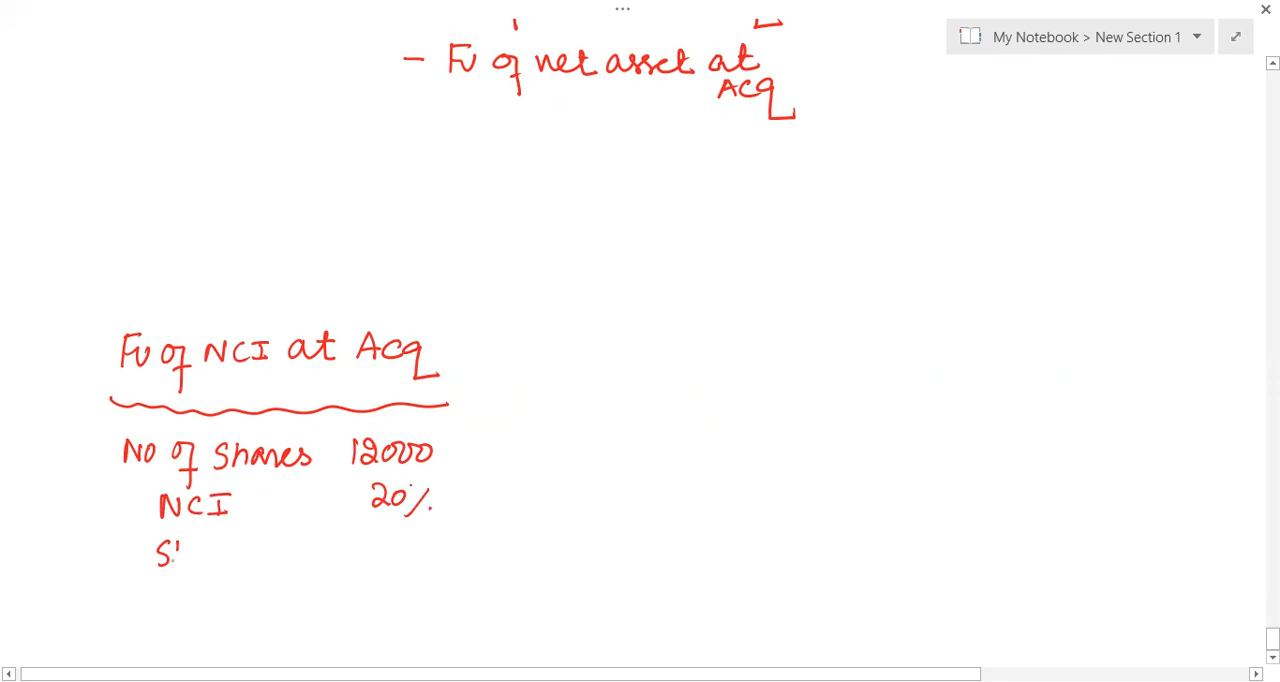 ...
My Notebook > New Section 1
- Fv of net asset at
Acq
Fv of NCI at Acq
No of Shares 12000
NCI 20%